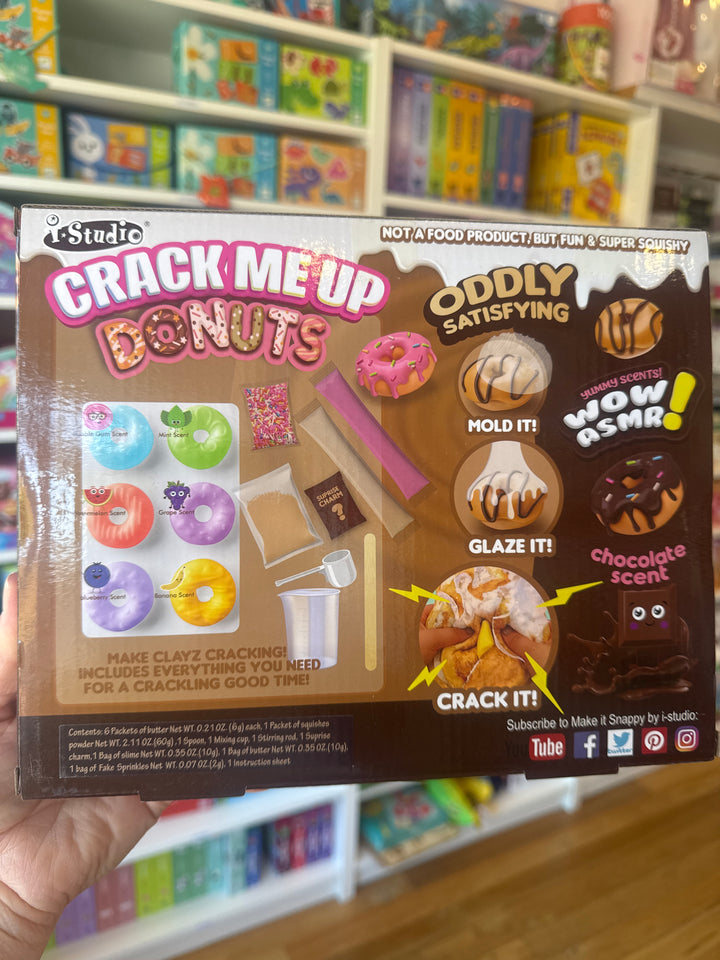 i-Studio®
NOT A FOOD PRODUCT, BUT FUN & SUPER SQUISHY
CRACK ME UP
DONUTS
ODDLY
SATISFYING
YUMMY SCENTS!
WOW
ASMR!
Mint Scent
Grape Scent
Banana Scent
SUPRISE
CHARM
?
MOLD IT!
GLAZE IT!
CRACK IT!
chocolate
scent
MAKE CLAYZ CRACKING!
INCLUDES EVERYTHING YOU NEED
FOR A CRACKLING GOOD TIME!
Contents: 6 Packets of butter Net WT. 0.21 OZ. (6g) each, 1 Packet of squishes
powder Net WT. 2.11 OZ.(60g), 1 Spoon, 1 Mixing cup, 1 Stirring rod, 1 Suprise
charm, 1 Bag of slime Net WT. 0.35 OZ.(10g), 1 Bag of butter Net WT. 0.35 OZ.(10g),
1 bag of Fake Sprinkles Net WT. 0.07 OZ.(2g), 1 Instruction sheet
Subscribe to Make it Snappy by i-studio:
You Tube
twitter